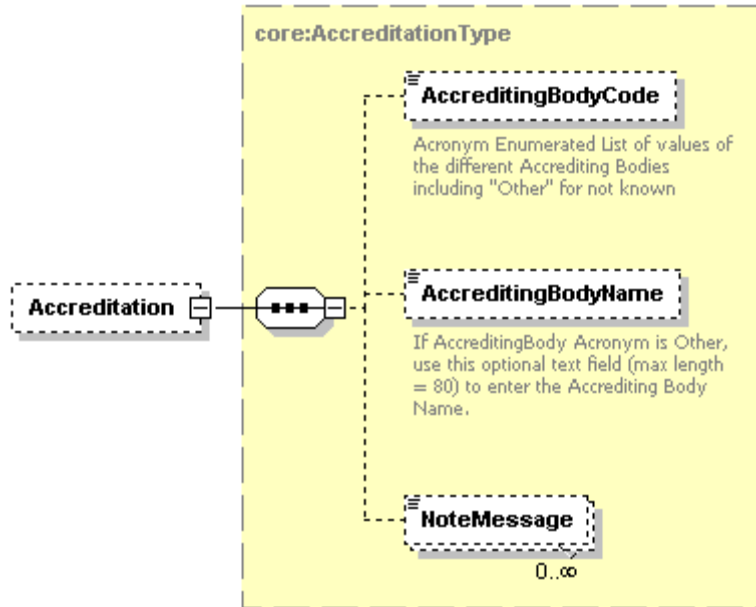 core:AccreditationType
AccreditingBodyCode
Acronym Enumerated List of values of
the different Accrediting Bodies
including "Other" for not known
Accreditation
AccreditingBodyName
If AccreditingBody Acronym is Other,
use this optional text field (max length
= 80) to enter the Accrediting Body
Name.
NoteMessage
0..∞